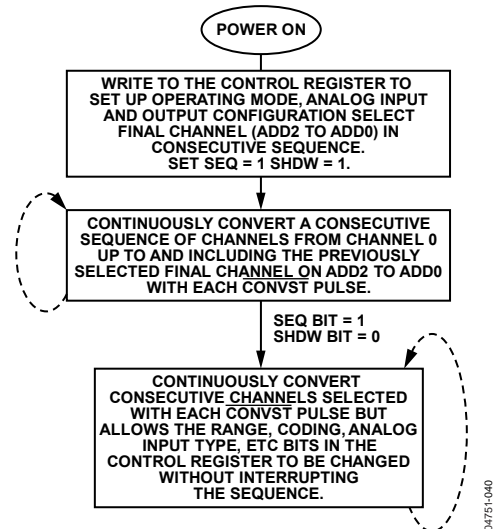 POWER ON
WRITE TO THE CONTROL REGISTER TO
SET UP OPERATING MODE, ANALOG INPUT
AND OUTPUT CONFIGURATION SELECT
FINAL CHANNEL (ADD2 TO ADD0) IN
CONSECUTIVE SEQUENCE.
SET SEQ = 1 SHDW = 1.
CONTINUOUSLY CONVERT A CONSECUTIVE
SEQUENCE OF CHANNELS FROM CHANNEL 0
UP TO AND INCLUDING THE PREVIOUSLY
SELECTED FINAL CHANNEL ON ADD2 TO ADD0
WITH EACH CONVST PULSE.
SEQ BIT = 1
SHDW BIT = 0
CONTINUOUSLY CONVERT
CONSECUTIVE CHANNELS SELECTED
WITH EACH CONVST PULSE BUT
ALLOWS THE RANGE, CODING, ANALOG
INPUT TYPE, ETC BITS IN THE
CONTROL REGISTER TO BE CHANGED
WITHOUT INTERRUPTING
THE SEQUENCE.
04751-040